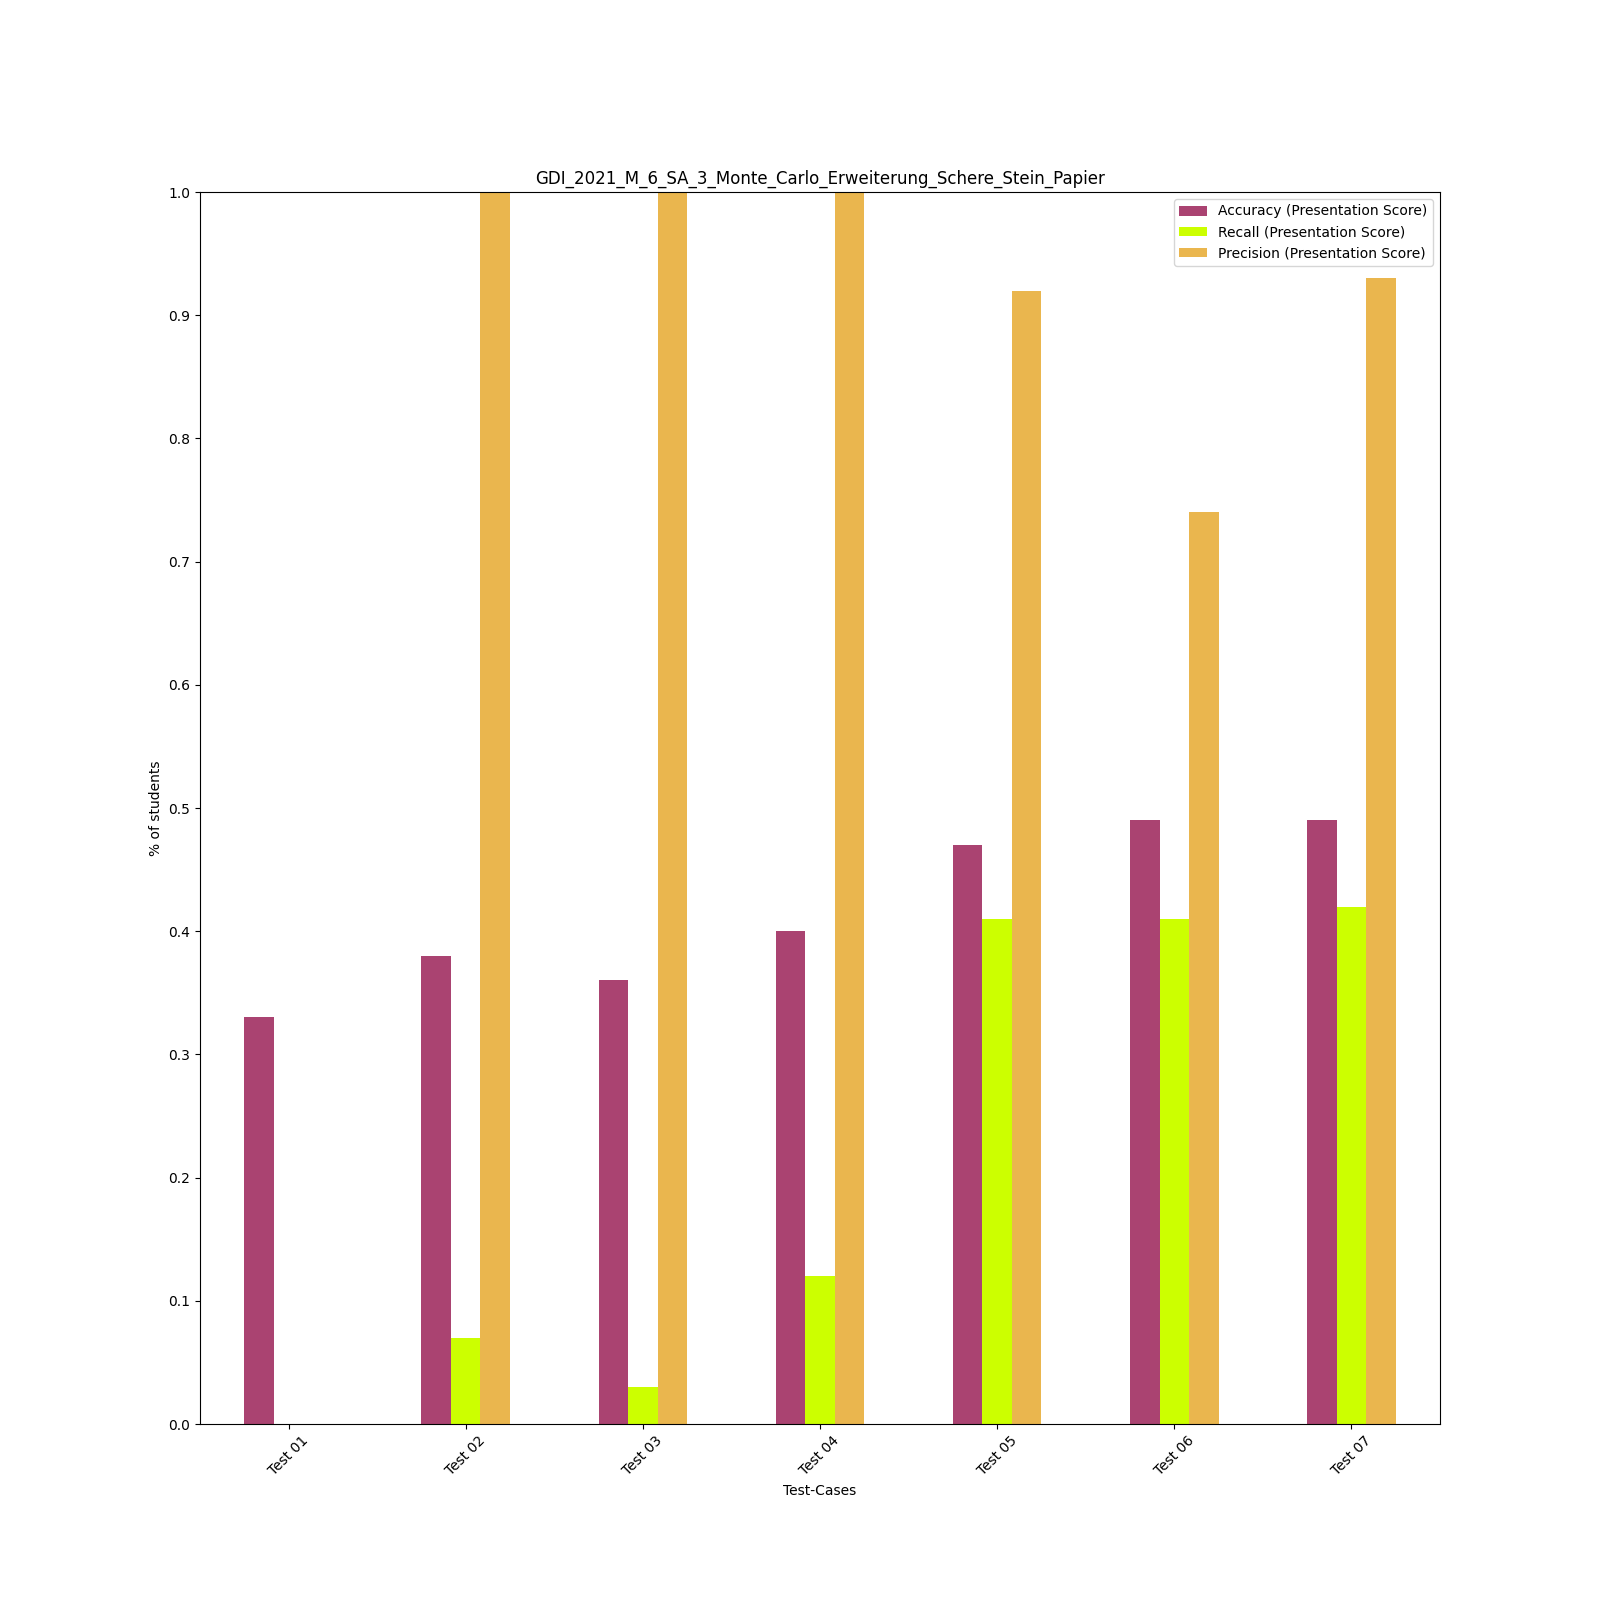 GDI_2021_M_6_SA_3_Monte_Carlo_Erweiterung_Schere_Stein_Papier
Accuracy (Presentation Score)
Recall (Presentation Score)
Precision (Presentation Score)
% of students
1.0
0.9
0.8
0.7
0.6
0.5
0.4
0.3
0.2
0.1
0.0
Test 01
Test 02
Test 03
Test 04
Test 05
Test 06
Test 07
Test-Cases